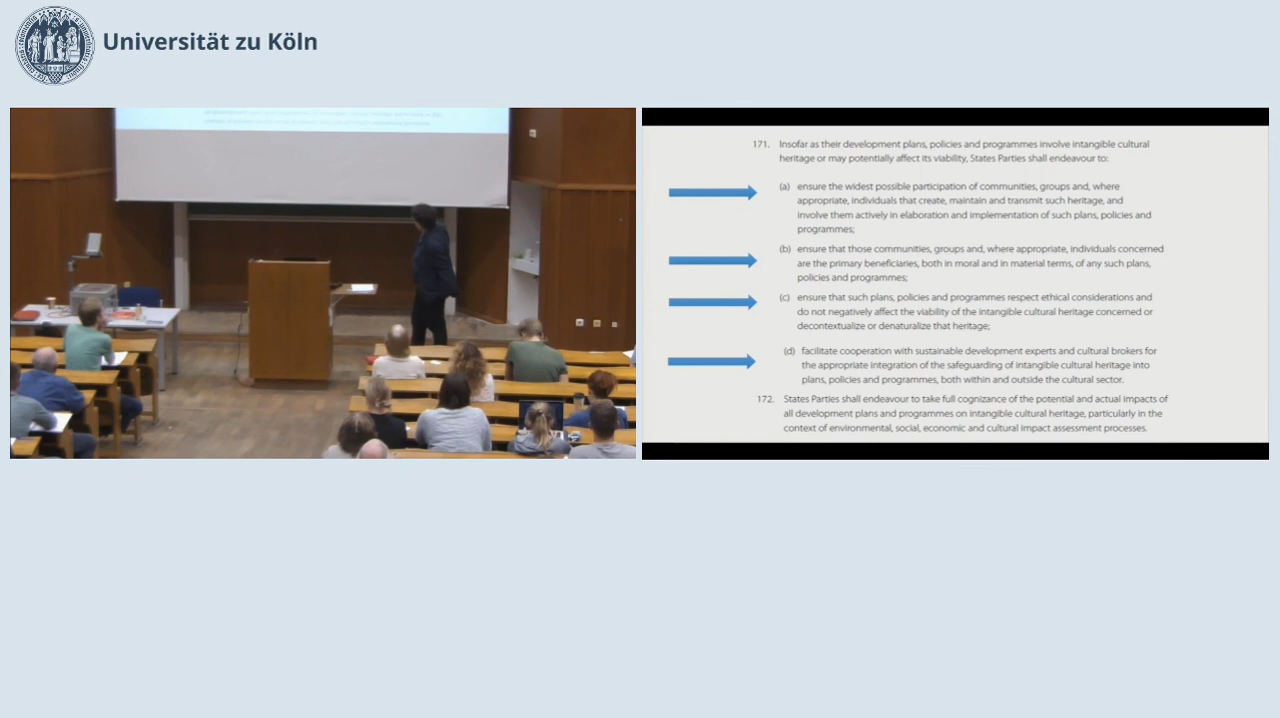 Universität zu Köln
171. Insofar as their development plans, policies and programmes involve intangible cultural
heritage or may potentially affect its viability, States Parties shall endeavour to:
(a) ensure the widest possible participation of communities, groups and, where
appropriate, individuals that create, maintain and transmit such heritage, and
involve them actively in elaboration and implementation of such plans, policies and
programmes;
(b) ensure that those communities, groups and, where appropriate, individuals concerned
are the primary beneficiaries, both in moral and in material terms, of any such plans,
policies and programmes;
(c) ensure that such plans, policies and programmes respect ethical considerations and
do not negatively affect the viability of the intangible cultural heritage concerned or
decontextualize or denaturalize that heritage;
(d) facilitate cooperation with sustainable development experts and cultural brokers for
the appropriate integration of the safeguarding of intangible cultural heritage into
plans, policies and programmes, both within and outside the cultural sector.
172. States Parties shall endeavour to take full cognizance of the potential and actual impacts of
all development plans and programmes on intangible cultural heritage, particularly in the
context of environmental, social, economic and cultural impact assessment processes.